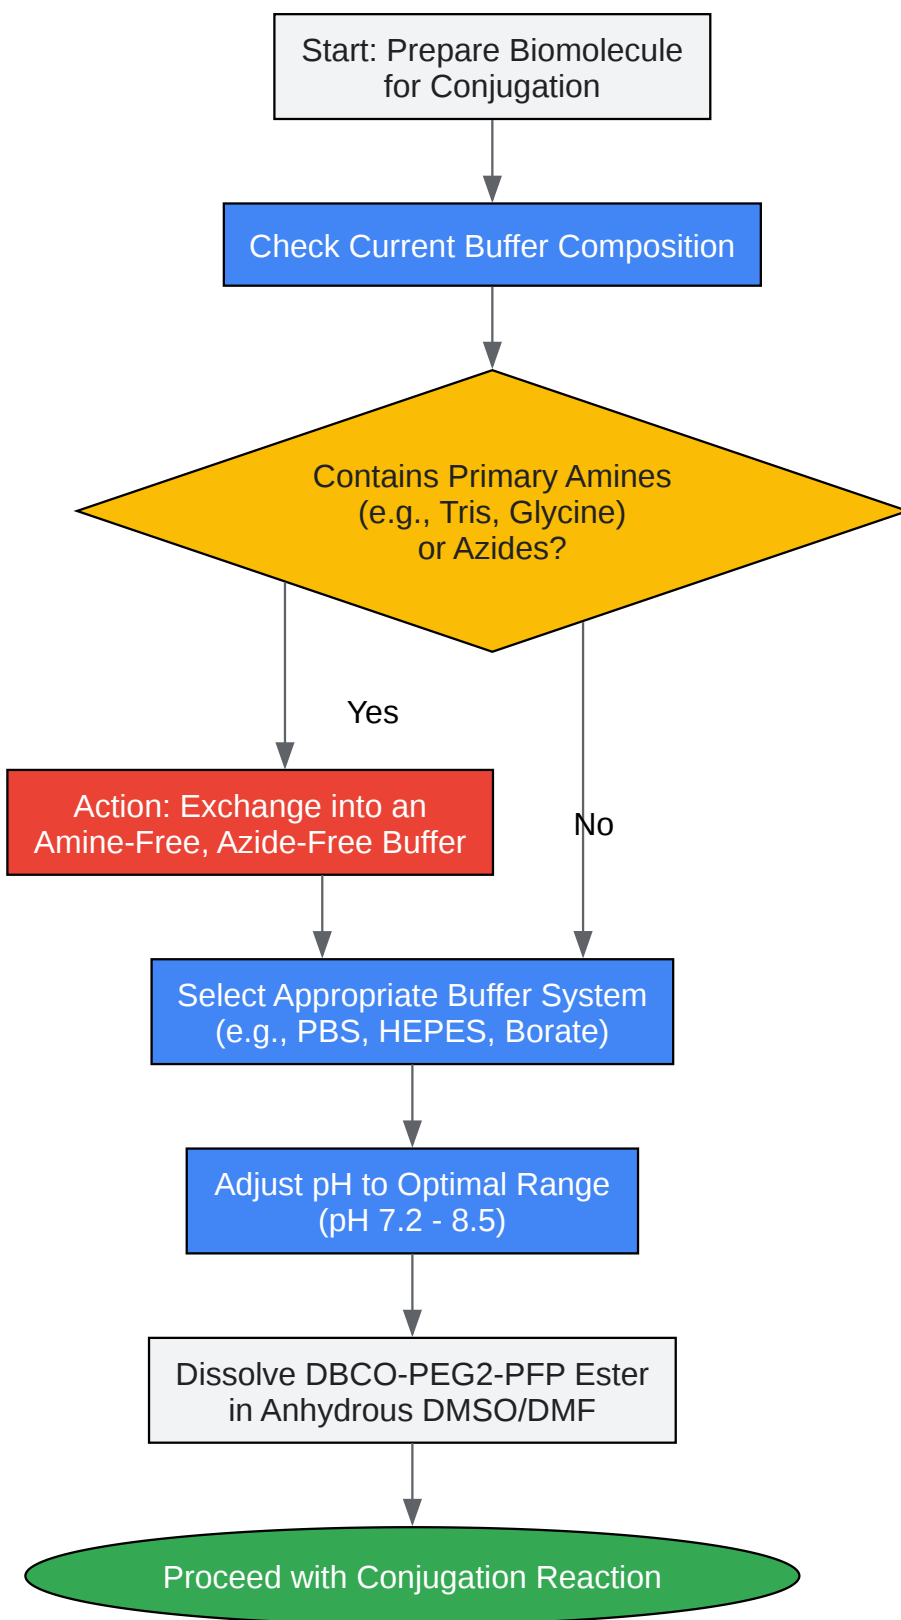 Start: Prepare Biomolecule
for Conjugation
Check Current Buffer Composition
Contains Primary Amines
(e.g., Tris, Glycine)
or Azides?
Yes
Action: Exchange into an
Amine-Free, Azide-Free Buffer
No
Select Appropriate Buffer System
(e.g., PBS, HEPES, Borate)
Adjust pH to Optimal Range
(pH 7.2 - 8.5)
Dissolve DBCO-PEG2-PFP Ester
in Anhydrous DMSO/DMF
Proceed with Conjugation Reaction